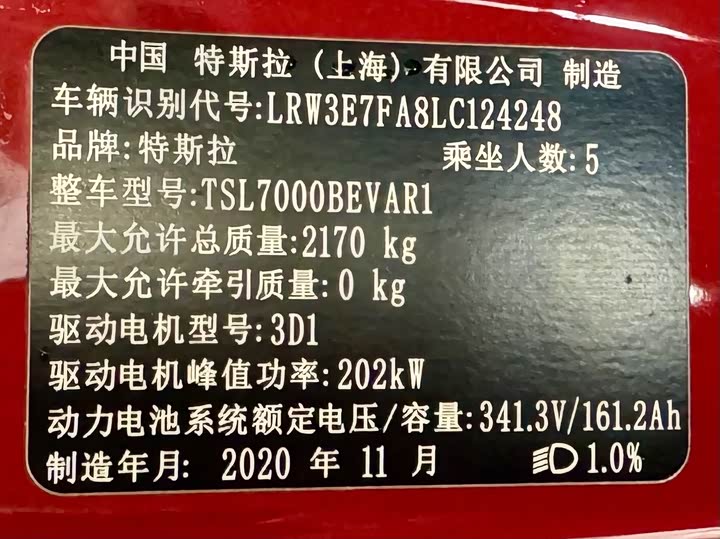 中国 特斯拉(上海)有限公司 制造
车辆识别代号:LRW3E7FA8LC124248
品牌:特斯拉 乘坐人数:5
整车型号:TSL7000BEVAR1
最大允许总质量:2170 kg
最大允许牵引质量:0 kg
驱动电机型号:3D1
驱动电机峰值功率:202kW
动力电池系统额定电压/容量:341.3V/161.2Ah
制造年月: 2020 年 11 月 1.0%